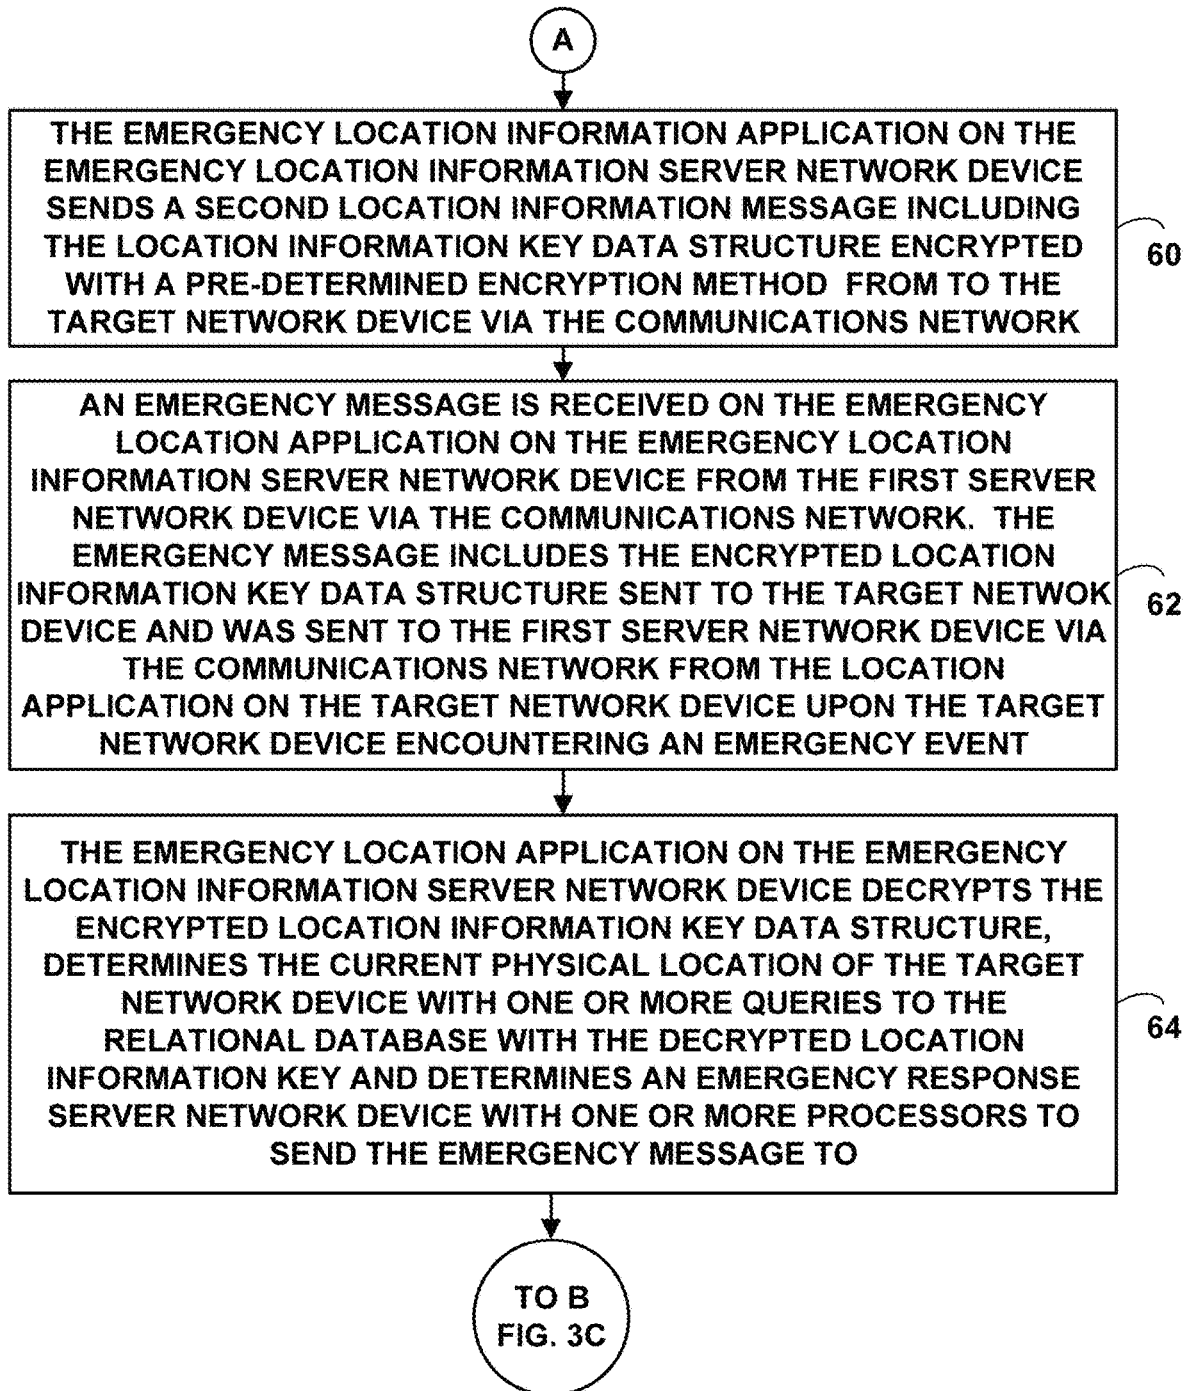 A
THE EMERGENCY LOCATION INFORMATION APPLICATION ON THE
EMERGENCY LOCATION INFORMATION SERVER NETWORK DEVICE
SENDS A SECOND LOCATION INFORMATION MESSAGE INCLUDING
THE LOCATION INFORMATION KEY DATA STRUCTURE ENCRYPTED
WITH A PRE-DETERMINED ENCRYPTION METHOD FROM TO THE
TARGET NETWORK DEVICE VIA THE COMMUNICATIONS NETWORK
60
AN EMERGENCY MESSAGE IS RECEIVED ON THE EMERGENCY
LOCATION APPLICATION ON THE EMERGENCY LOCATION
INFORMATION SERVER NETWORK DEVICE FROM THE FIRST SERVER
NETWORK DEVICE VIA THE COMMUNICATIONS NETWORK. THE
EMERGENCY MESSAGE INCLUDES THE ENCRYPTED LOCATION
INFORMATION KEY DATA STRUCTURE SENT TO THE TARGET NETWOK
DEVICE AND WAS SENT TO THE FIRST SERVER NETWORK DEVICE VIA
THE COMMUNICATIONS NETWORK FROM THE LOCATION
APPLICATION ON THE TARGET NETWORK DEVICE UPON THE TARGET
NETWORK DEVICE ENCOUNTERING AN EMERGENCY EVENT
62
THE EMERGENCY LOCATION APPLICATION ON THE EMERGENCY
LOCATION INFORMATION SERVER NETWORK DEVICE DECRYPTS THE
ENCRYPTED LOCATION INFORMATION KEY DATA STRUCTURE,
DETERMINES THE CURRENT PHYSICAL LOCATION OF THE TARGET
NETWORK DEVICE WITH ONE OR MORE QUERIES TO THE
RELATIONAL DATABASE WITH THE DECRYPTED LOCATION
INFORMATION KEY AND DETERMINES AN EMERGENCY RESPONSE
SERVER NETWORK DEVICE WITH ONE OR MORE PROCESSORS TO
SEND THE EMERGENCY MESSAGE TO
64
TO B
FIG. 3C